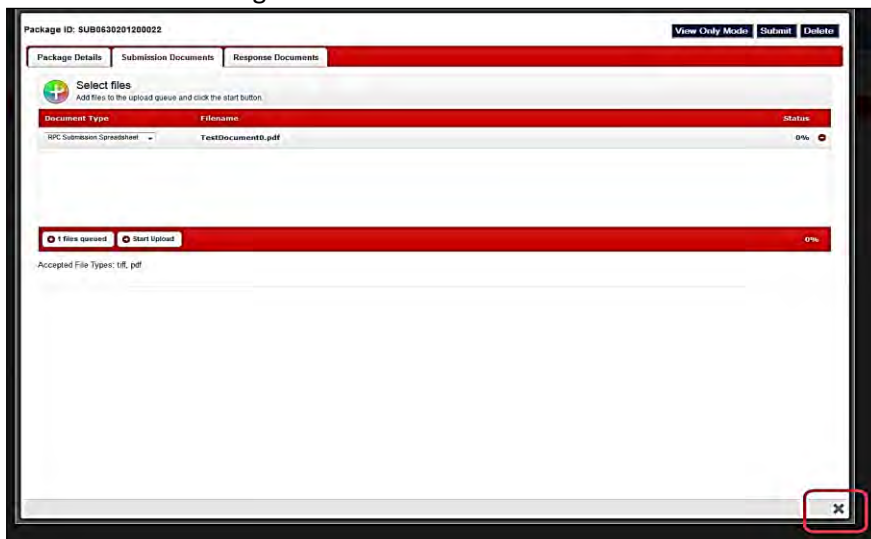 Package ID: SUB0630201200022
View Only Mode Submit Delete
Package Details Submission Documents Response Documents
Select files
Add files to the upload queue and click the start button.
Document Type Filename Status
RPC Submission Spreadsheet TestDocument0.pdf 0%
1 files queued Start Upload 0%
Accepted File Types: tiff, pdf